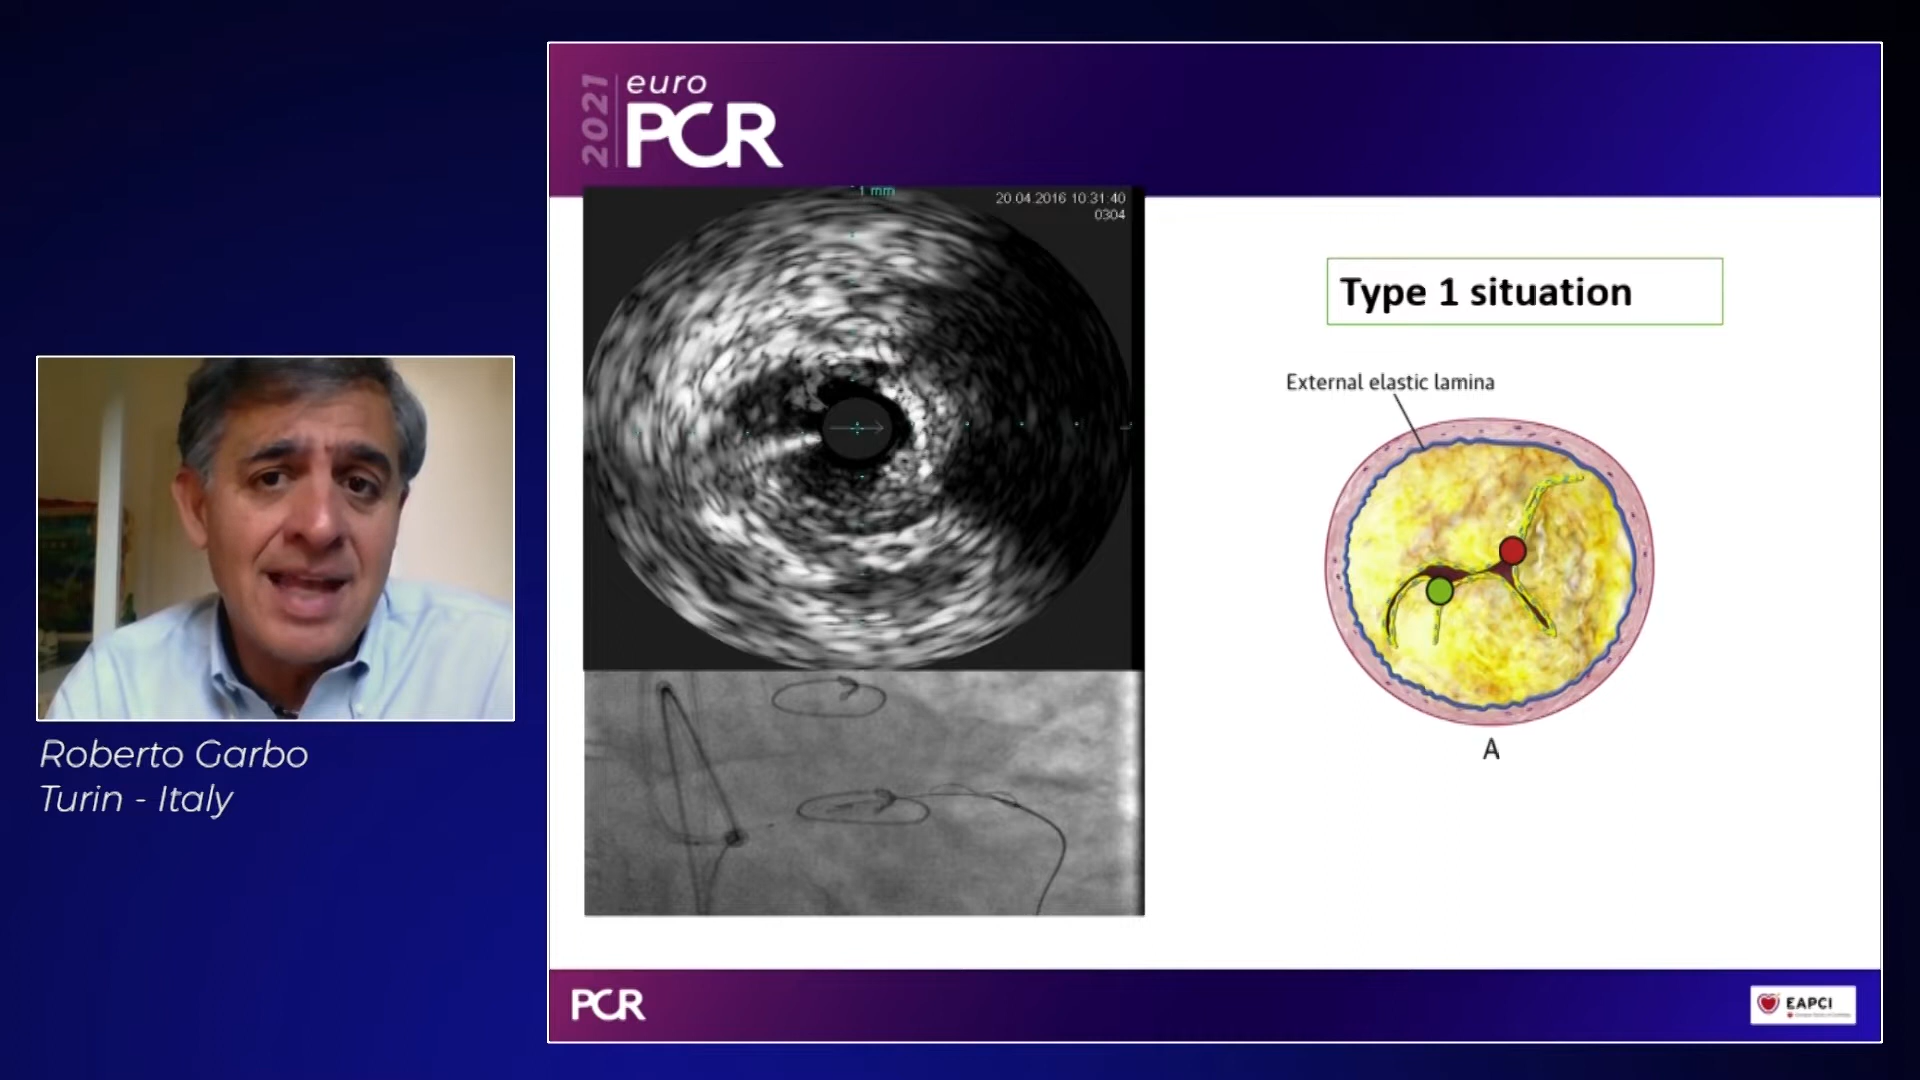 2021
euro
PCR
1 mm
20 04 2016 10:31:40
0304
Type 1 situation
External elastic lamina
A
Roberto Garbo
Turin - Italy
PCR
EAPCI